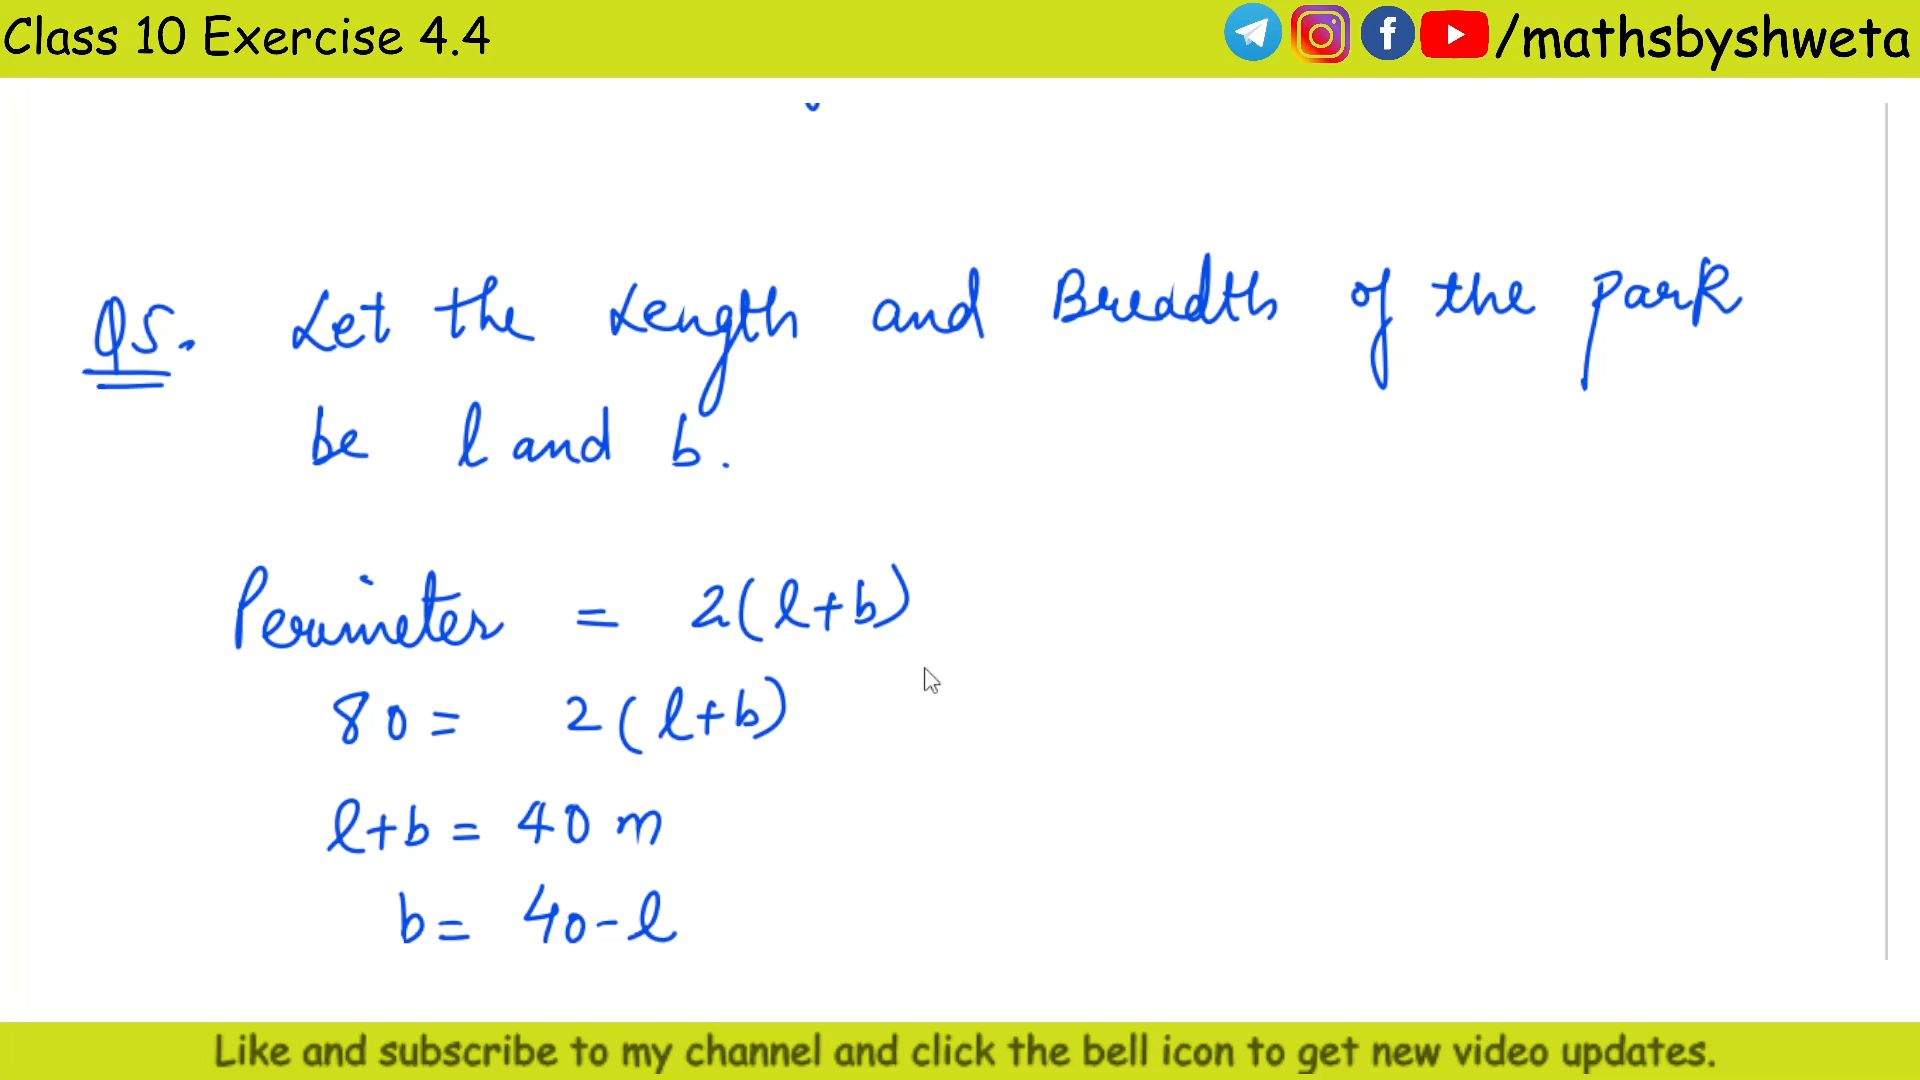 Class 10 Exercise 4.4
/mathsbyshweta
Q5. Let the Length and Breadth of the park
be l and b.
Perimeter = 2(l+b)
80 = 2(l+b)
l+b = 40 m
b = 40-l
Like and subscribe to my channel and click the bell icon to get new video updates.